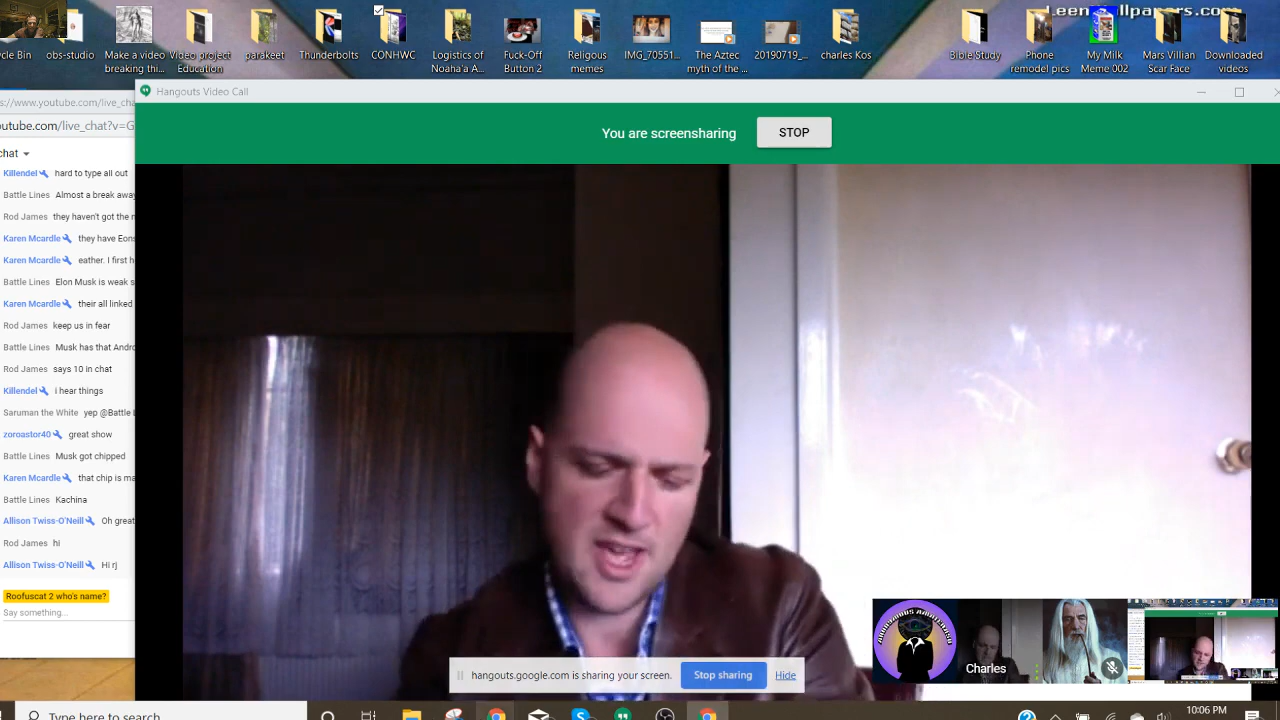 Leenallpapers.com
cle.bin
obs-studio
Make a video
breaking thi...
Video project
Education
parakeet
Thunderbolts
CONHWC
Logistics of
Noaha'a A...
Fuck-Off
Button 2
Religous
memes
IMG_70551...
The Aztec
myth of the ...
20190719_...
charles Kos
Bible Study
Phone
remodel pics
My Milk
Meme 002
Mars Villian
Scar Face
Downloaded
videos
Hangouts Video Call
s://www.youtube.com/live_cha
outube.com/live_chat?v=G
chat
You are screensharing STOP
Killendel hard to type all out
Battle Lines Almost a break away
Rod James they haven't got the
Karen Mcardle they have Eons
Karen Mcardle eather. I first h
Battle Lines Elon Musk is weak s
Karen Mcardle their all linked
Rod James keep us in fear
Battle Lines Musk has that Andr
Rod James says 10 in chat
Killendel i hear things
Saruman the White yep @Battle
zoroastor40 great show
Battle Lines Musk got chipped
Karen Mcardle that chip is ma
Battle Lines Kachina
Allison Twiss-O'Neill Oh great
Rod James hi
Allison Twiss-O'Neill Hi rj
Roofuscat 2 who's name?
Say something...
Charles
hangouts.google.com is sharing your screen. Stop sharing Hide
Type here to search
10:06 PM